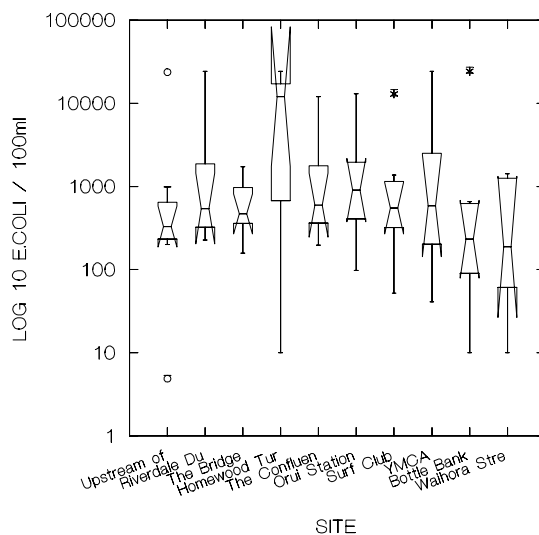 100000
10000
1000
100
10
1
LOG 10 E.COLI / 100ml
Upstream of
Riverdale Du
The Bridge
Homewood Tur
The Confluen
Orui Station
Surf Club
YMCA
Bottle Bank
Waihora Stre
SITE